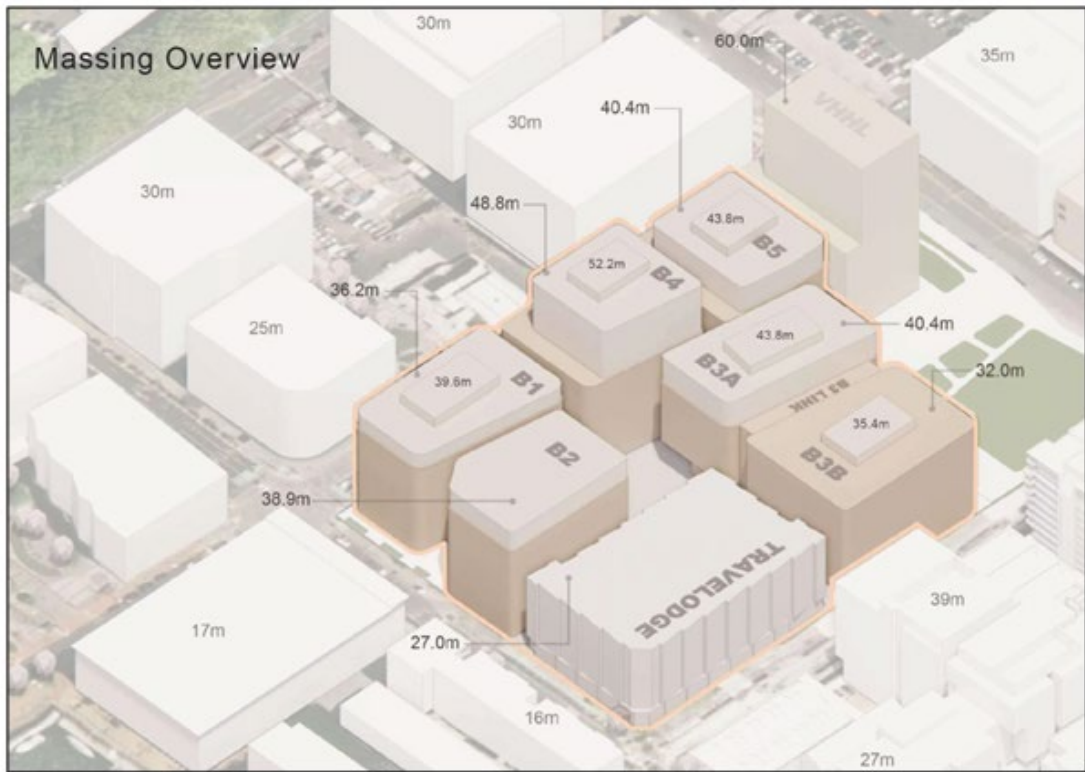 Massing Overview
30m
60.0m
35m
40.4m
30m
VHHL
30m
48.8m
43.8m
B5
52.2m
B4
36.2m
25m
40.4m
43.8m
B3A
39.6m
B1
B3 LINK
32.0m
35.4m
B3B
B2
38.9m
TRAVELODGE
39m
17m
27.0m
16m
27m